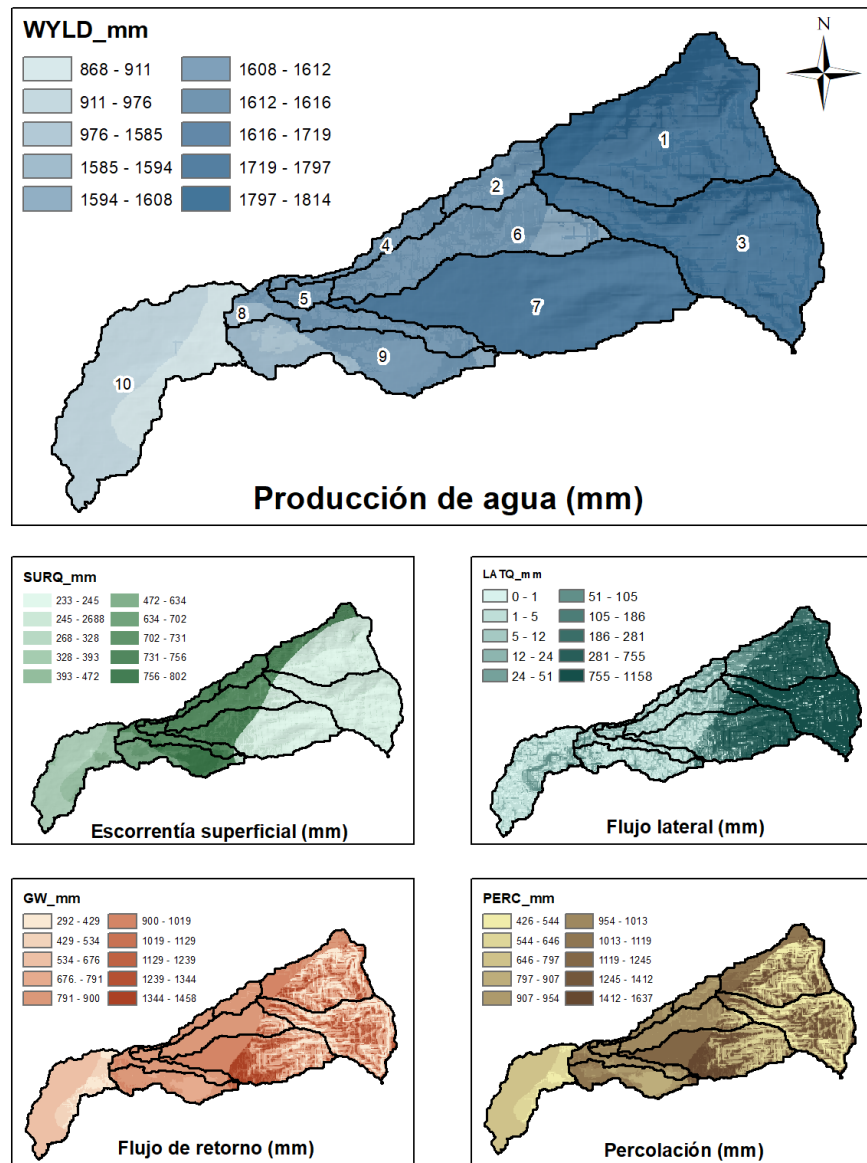 WYLD_mm
868 - 911
911 - 976
976 - 1585
1585 - 1594
1594 - 1608
1608 - 1612
1612 - 1616
1616 - 1719
1719 - 1797
1797 - 1814
N
1
2
3
4
6
5
7
8
9
10
Producción de agua (mm)
SURQ_mm
233 - 245
245 - 2688
268 - 328
328 - 393
393 - 472
472 - 634
634 - 702
702 - 731
731 - 756
756 - 802
Escorrentía superficial (mm)
LATQ_mm
0 - 1
1 - 5
5 - 12
12 - 24
24 - 51
51 - 105
105 - 186
186 - 281
281 - 755
755 - 1158
Flujo lateral (mm)
GW_mm
292 - 429
429 - 534
534 - 676
676. - 791
791 - 900
900 - 1019
1019 - 1129
1129 - 1239
1239 - 1344
1344 - 1458
Flujo de retorno (mm)
PERC_mm
426 - 544
544 - 646
646 - 797
797 - 907
907 - 954
954 - 1013
1013 - 1119
1119 - 1245
1245 - 1412
1412 - 1637
Percolación (mm)